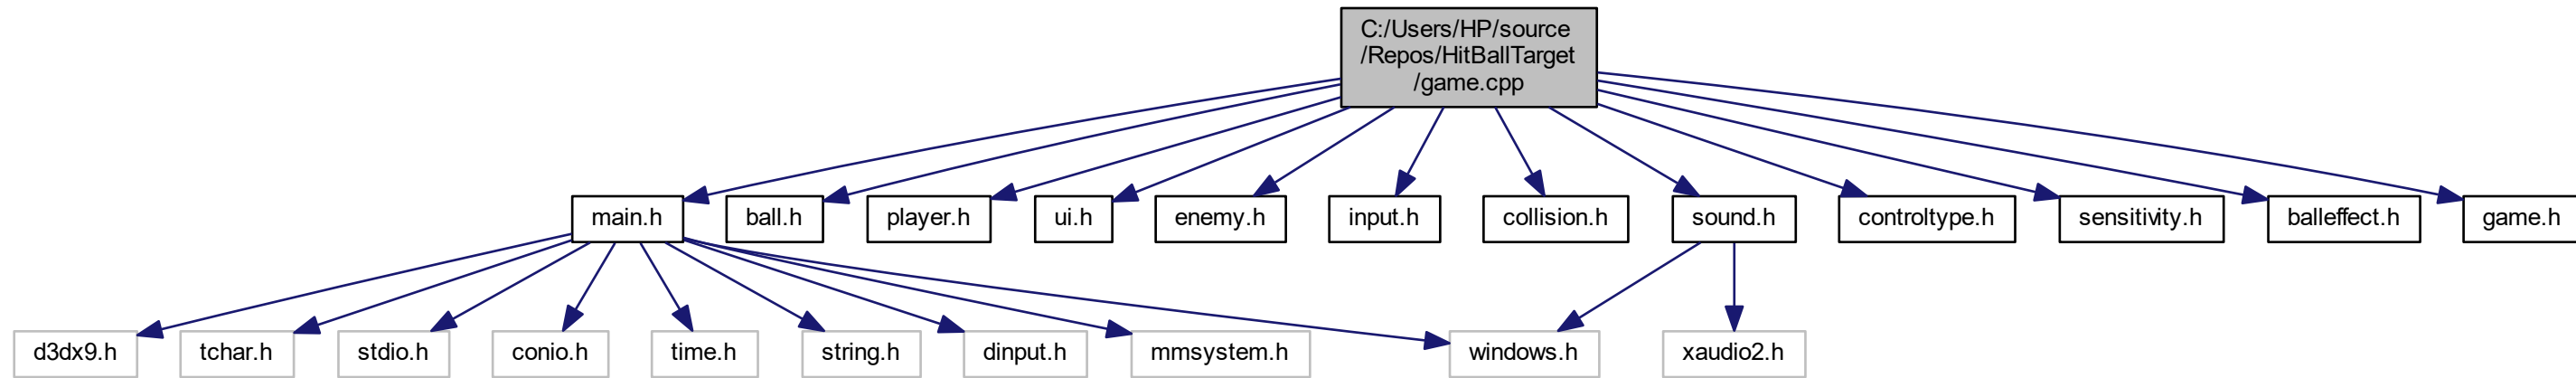 C:/Users/HP/source
/Repos/HitBallTarget
/game.cpp
main.h
ball.h
player.h
ui.h
enemy.h
input.h
collision.h
sound.h
controltype.h
sensitivity.h
balleffect.h
game.h
d3dx9.h
tchar.h
stdio.h
conio.h
time.h
string.h
dinput.h
mmsystem.h
windows.h
xaudio2.h